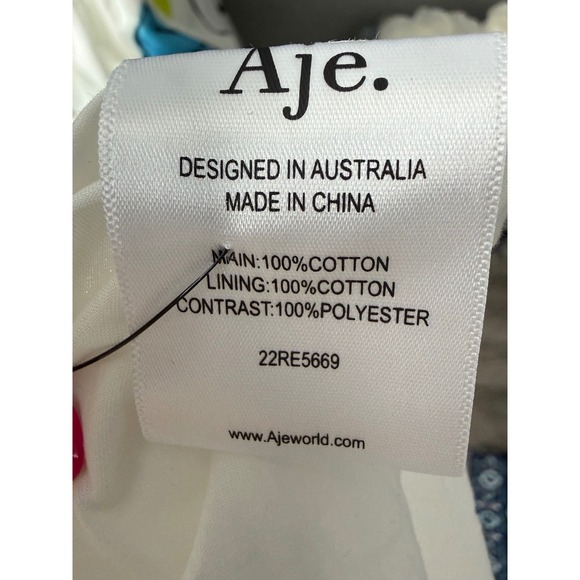 Aje.
DESIGNED IN AUSTRALIA
MADE IN CHINA
MAIN:100%COTTON
LINING:100%COTTON
CONTRAST:100%POLYESTER
22RE5669
www.Ajeworld.com